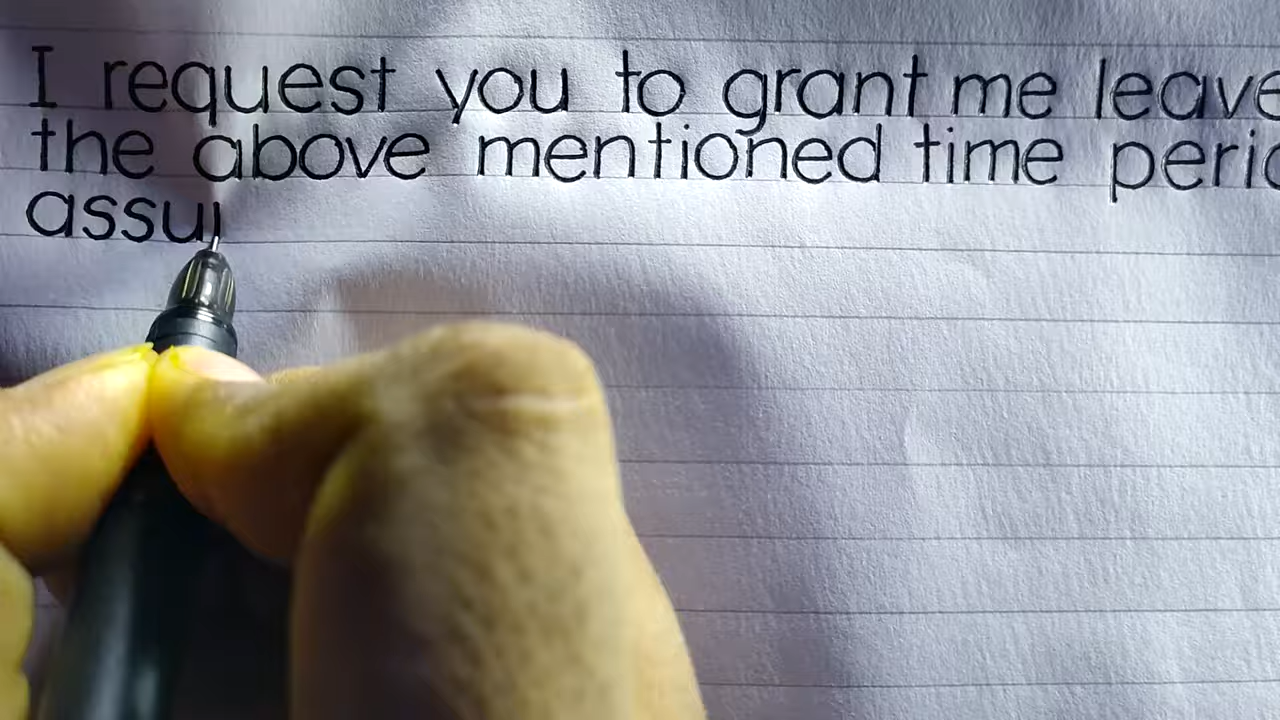 I request you to grant me leave
the above mentioned time perio
assu